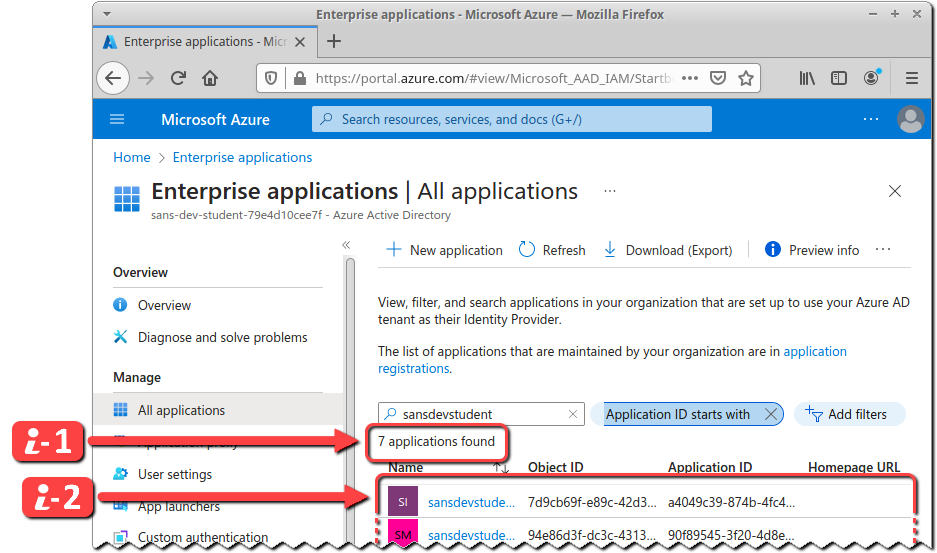 Enterprise applications - Microsoft Azure — Mozilla Firefox
Enterprise applications - Micr
https://portal.azure.com/#view/Microsoft_AAD_IAM/Startb
Microsoft Azure
Search resources, services, and docs (G+/)
Home > Enterprise applications
Enterprise applications | All applications
sans-dev-student-79e4d10cee7f - Azure Active Directory
New application
Refresh
Download (Export)
Preview info
Overview
Overview
Diagnose and solve problems
Manage
All applications
User settings
App launchers
Custom authentication
View, filter, and search applications in your organization that are set up to use your Azure AD
tenant as their Identity Provider.
The list of applications that are maintained by your organization are in application
registrations.
sansdevstudent
Application ID starts with
Add filters
i-1
7 applications found
Name Object ID Application ID Homepage URL
i-2
SI sansdevstude... 7d9cb69f-e89c-42d3... a4049c39-874b-4fc4...
SM sansdevstude... 94e86d3f-dc3c-4313... 90f89545-3f20-4d8e...